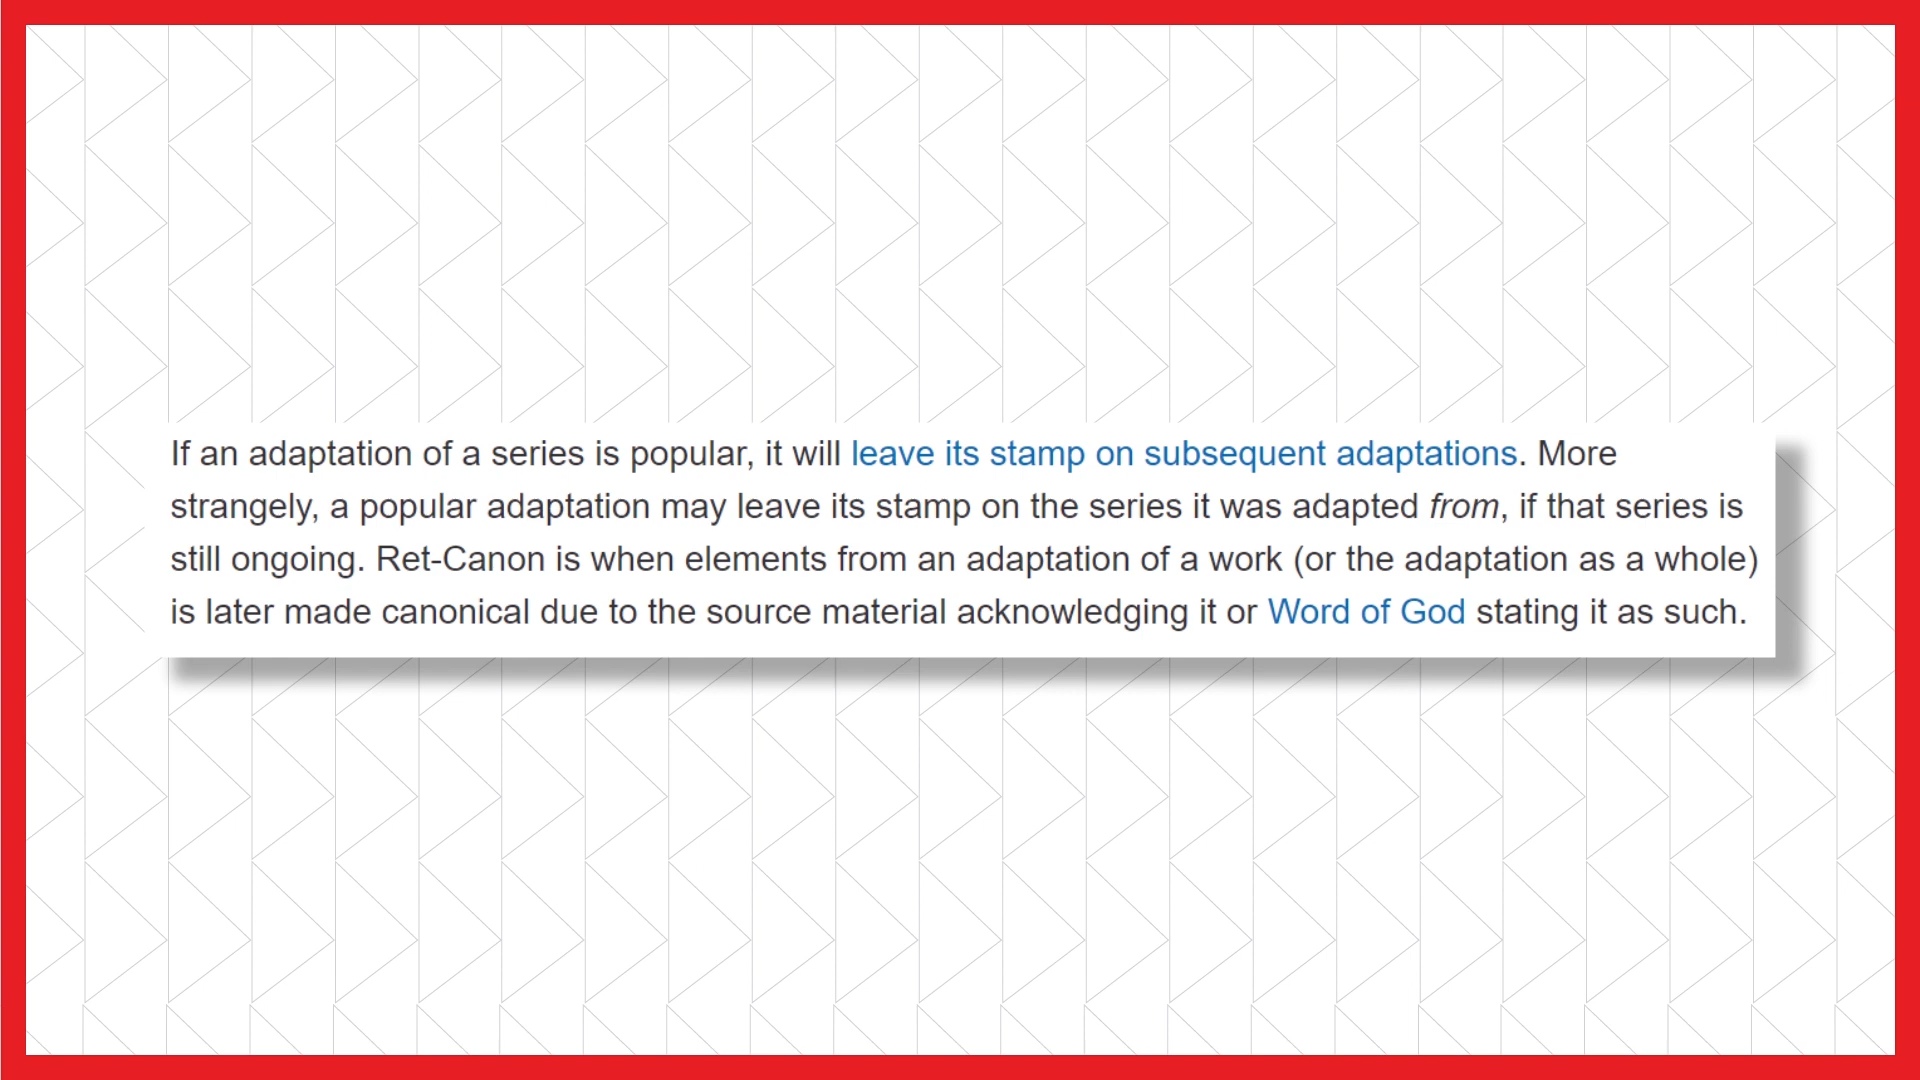 If an adaptation of a series is popular, it will leave its stamp on subsequent adaptations. More
strangely, a popular adaptation may leave its stamp on the series it was adapted from, if that series is
still ongoing. Ret-Canon is when elements from an adaptation of a work (or the adaptation as a whole)
is later made canonical due to the source material acknowledging it or Word of God stating it as such.